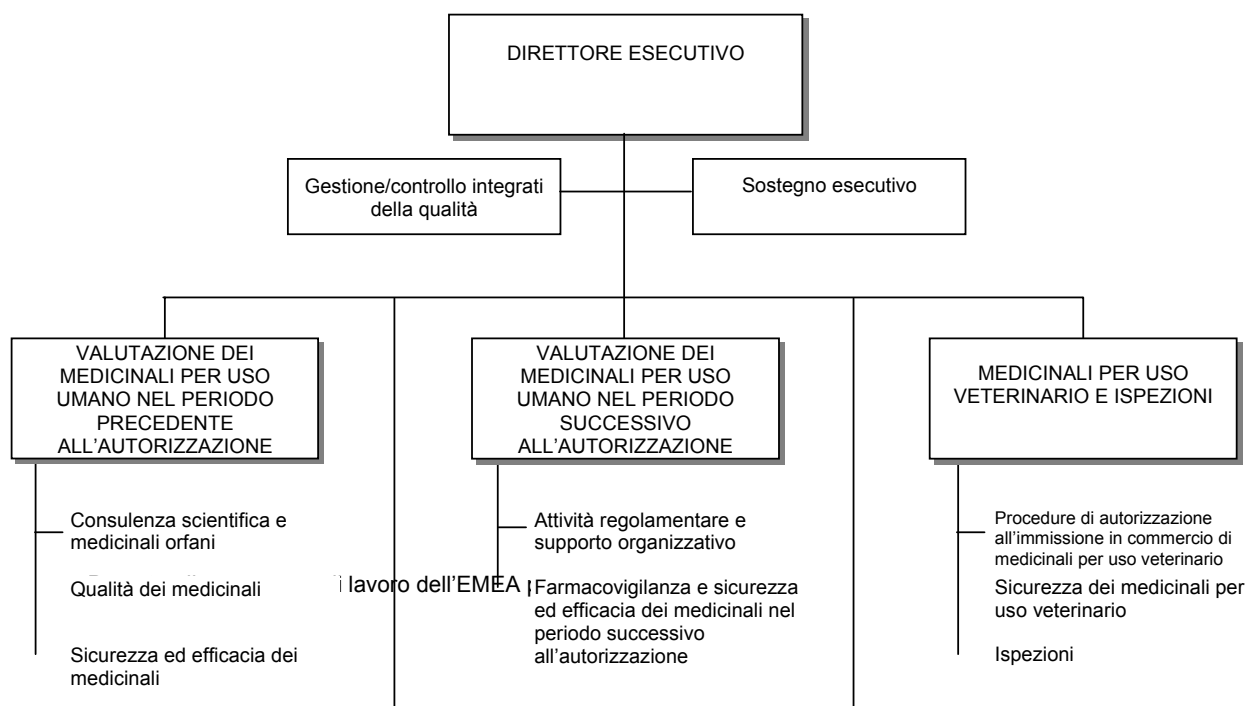 DIRETTORE ESECUTIVO
Gestione/controllo integrati
della qualità
Sostegno esecutivo
VALUTAZIONE DEI
MEDICINALI PER USO
UMANO NEL PERIODO
PRECEDENTE
ALL’AUTORIZZAZIONE
VALUTAZIONE DEI
MEDICINALI PER USO
UMANO NEL PERIODO
SUCCESSIVO
ALL’AUTORIZZAZIONE
MEDICINALI PER USO
VETERINARIO E ISPEZIONI
Consulenza scientifica e
medicinali orfani
Qualità dei medicinali
lavoro dell’EMEA
Sicurezza ed efficacia dei
medicinali
Attività regolamentare e
supporto organizzativo
Farmacovigilanza e sicurezza
ed efficacia dei medicinali nel
periodo successivo
all’autorizzazione
Procedure di autorizzazione
all’immissione in commercio di
medicinali per uso veterinario
Sicurezza dei medicinali per
uso veterinario
Ispezioni